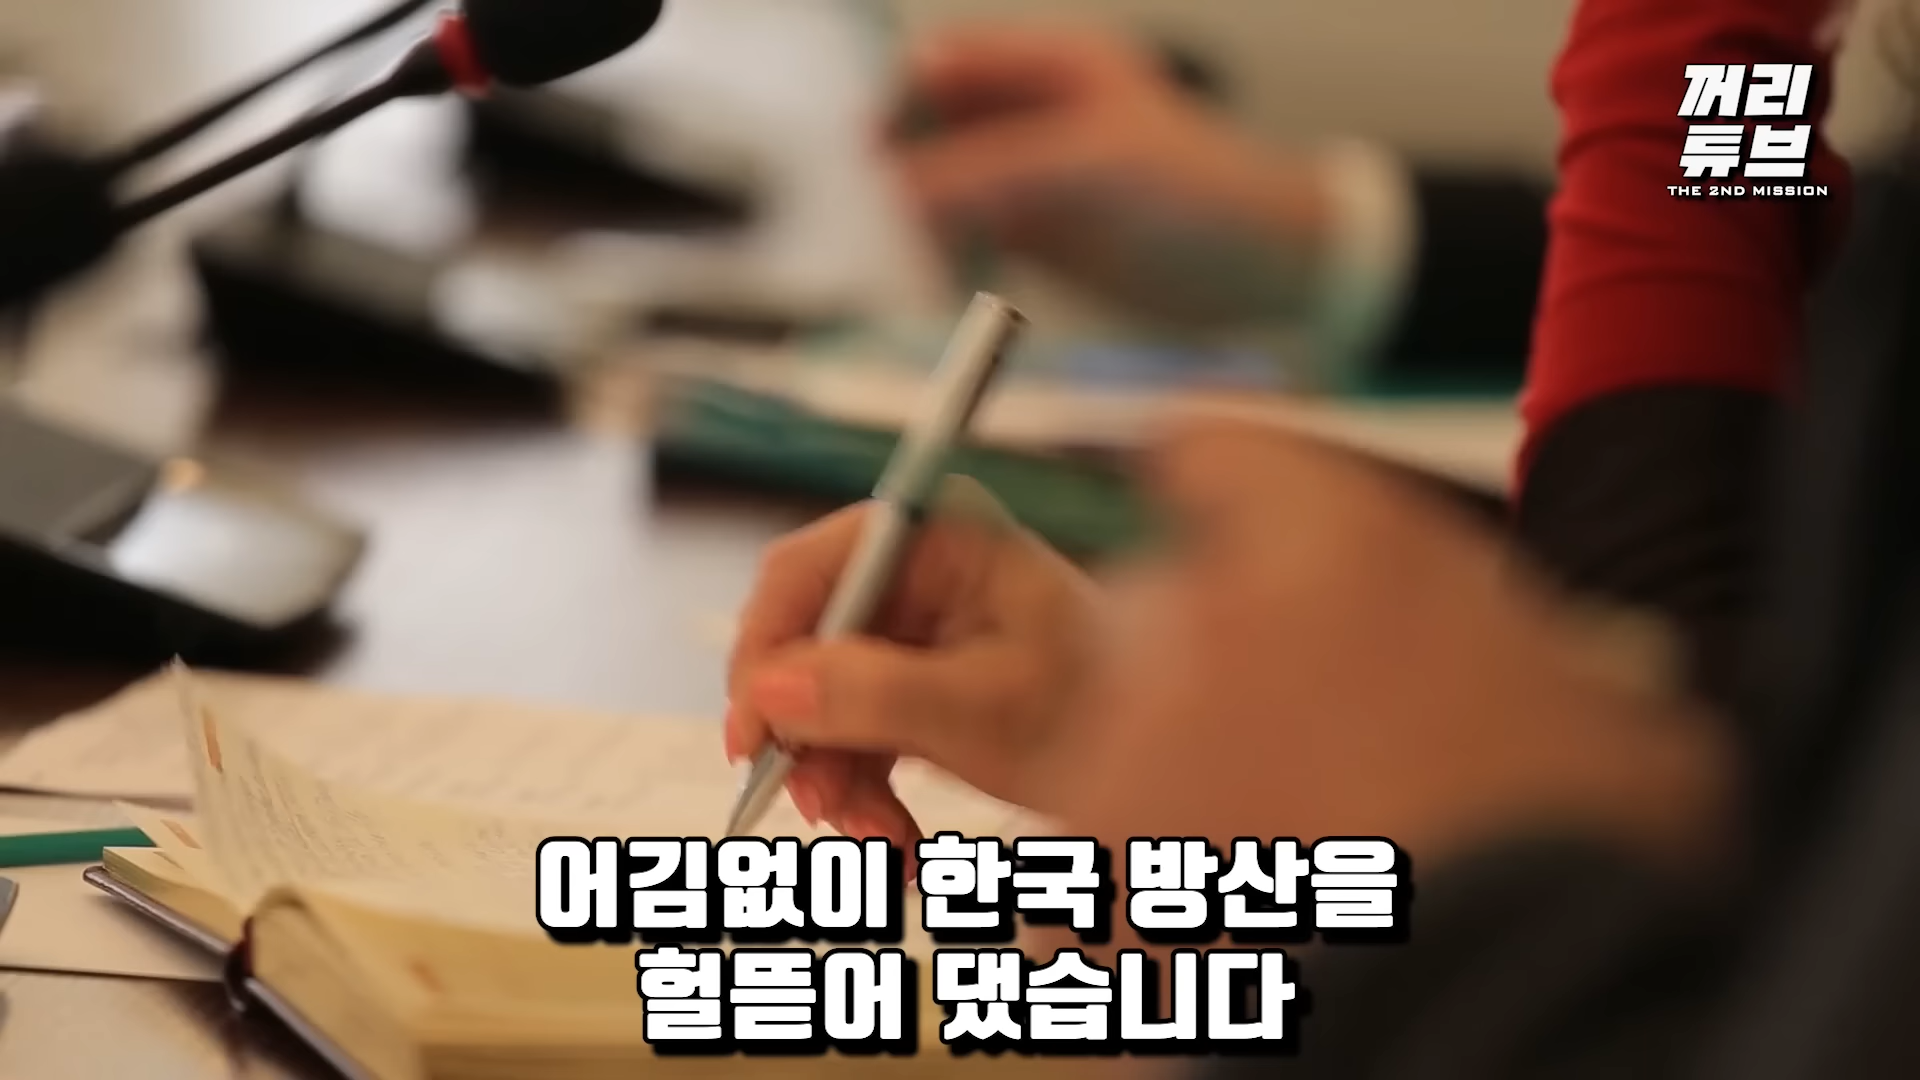 꺼리
튜브
THE 2ND MISSION
어김없이 한국 방산을
헐뜯어 댔습니다